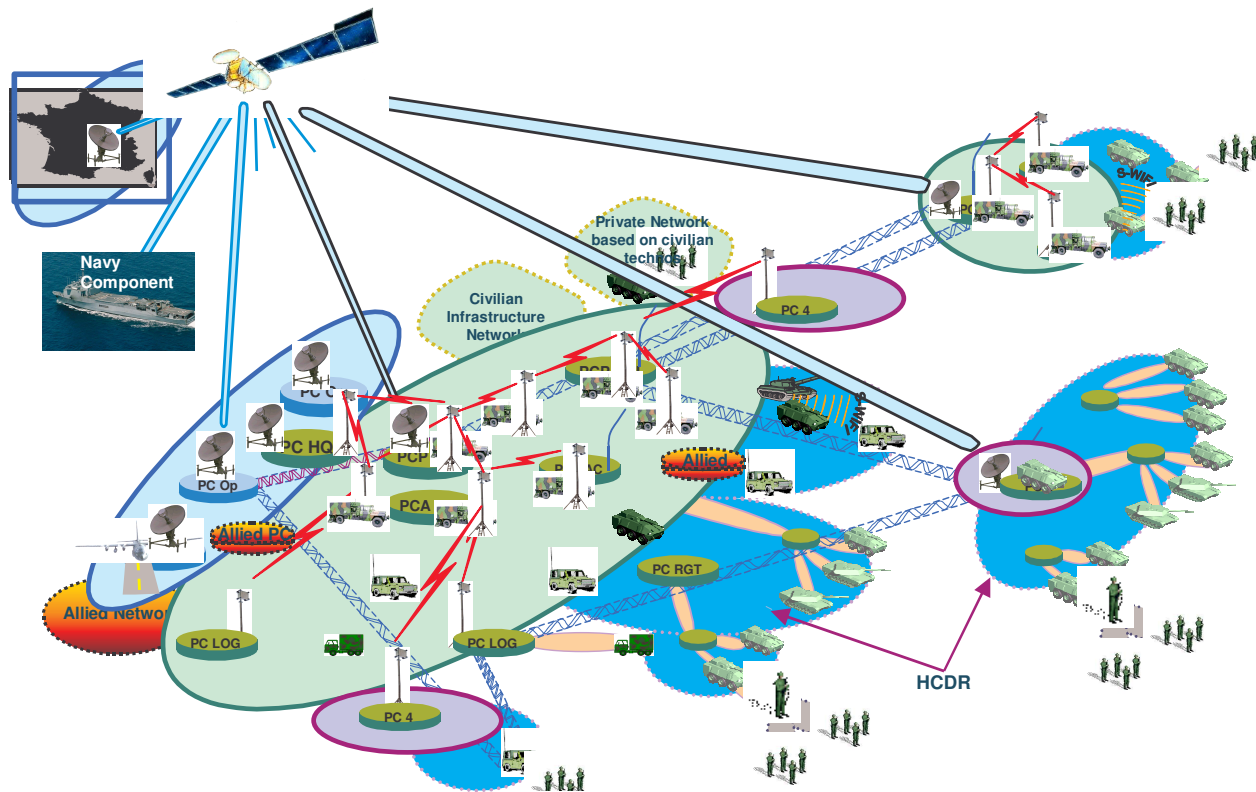 S-WIFI
Navy
Component
Private Network
based on civilian
technos
Civilian
Infrastructure
Network
PC 4
PC HQ
PCP
PC Op
PCA
S-WIFI
Allied
Allied PC
Allied Network
PC RGT
PC LOG
PC LOG
HCDR
PC 4